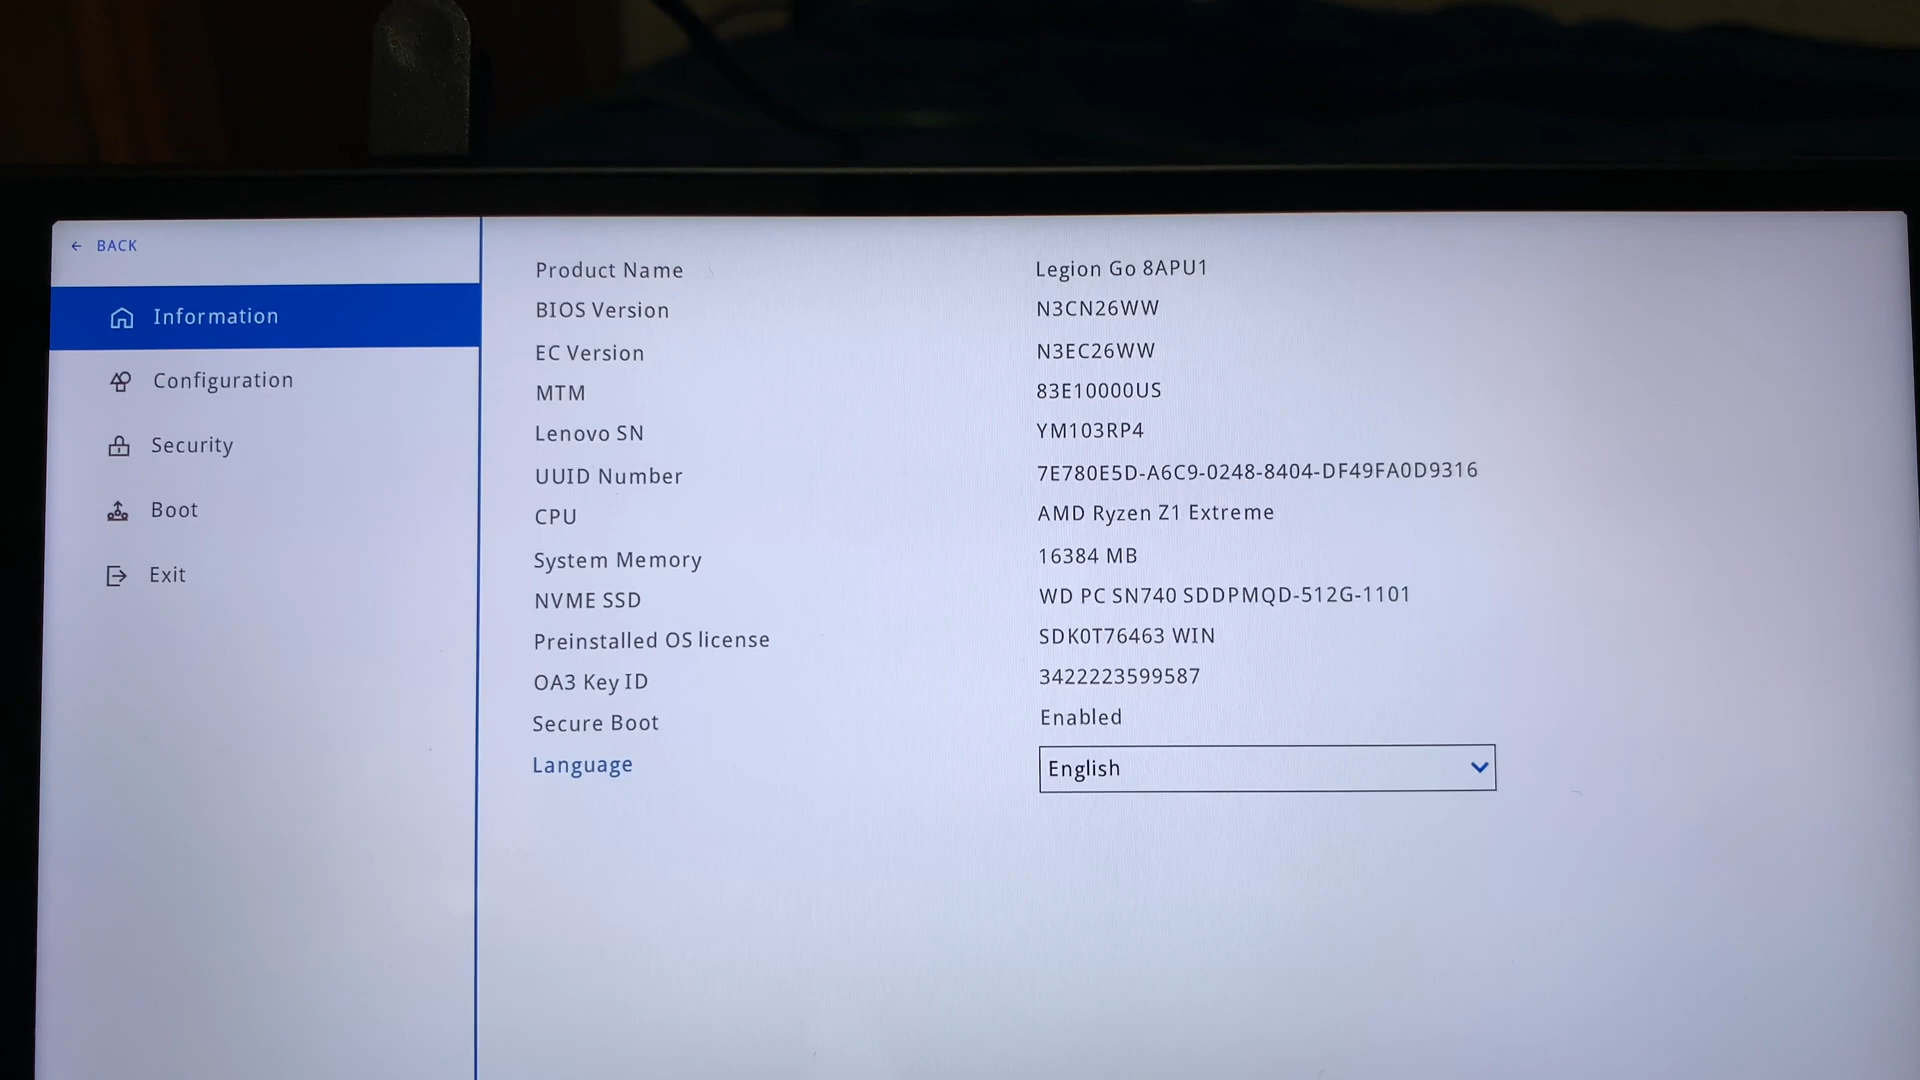 ← BACK
Information
Configuration
Security
Boot
Exit
Product Name Legion Go 8APU1
BIOS Version N3CN26WW
EC Version N3EC26WW
MTM 83E10000US
Lenovo SN YM103RP4
UUID Number 7E780E5D-A6C9-0248-8404-DF49FA0D9316
CPU AMD Ryzen Z1 Extreme
System Memory 16384 MB
NVME SSD WD PC SN740 SDDPMQD-512G-1101
Preinstalled OS license SDK0T76463 WIN
OA3 Key ID 3422223599587
Secure Boot Enabled
Language English